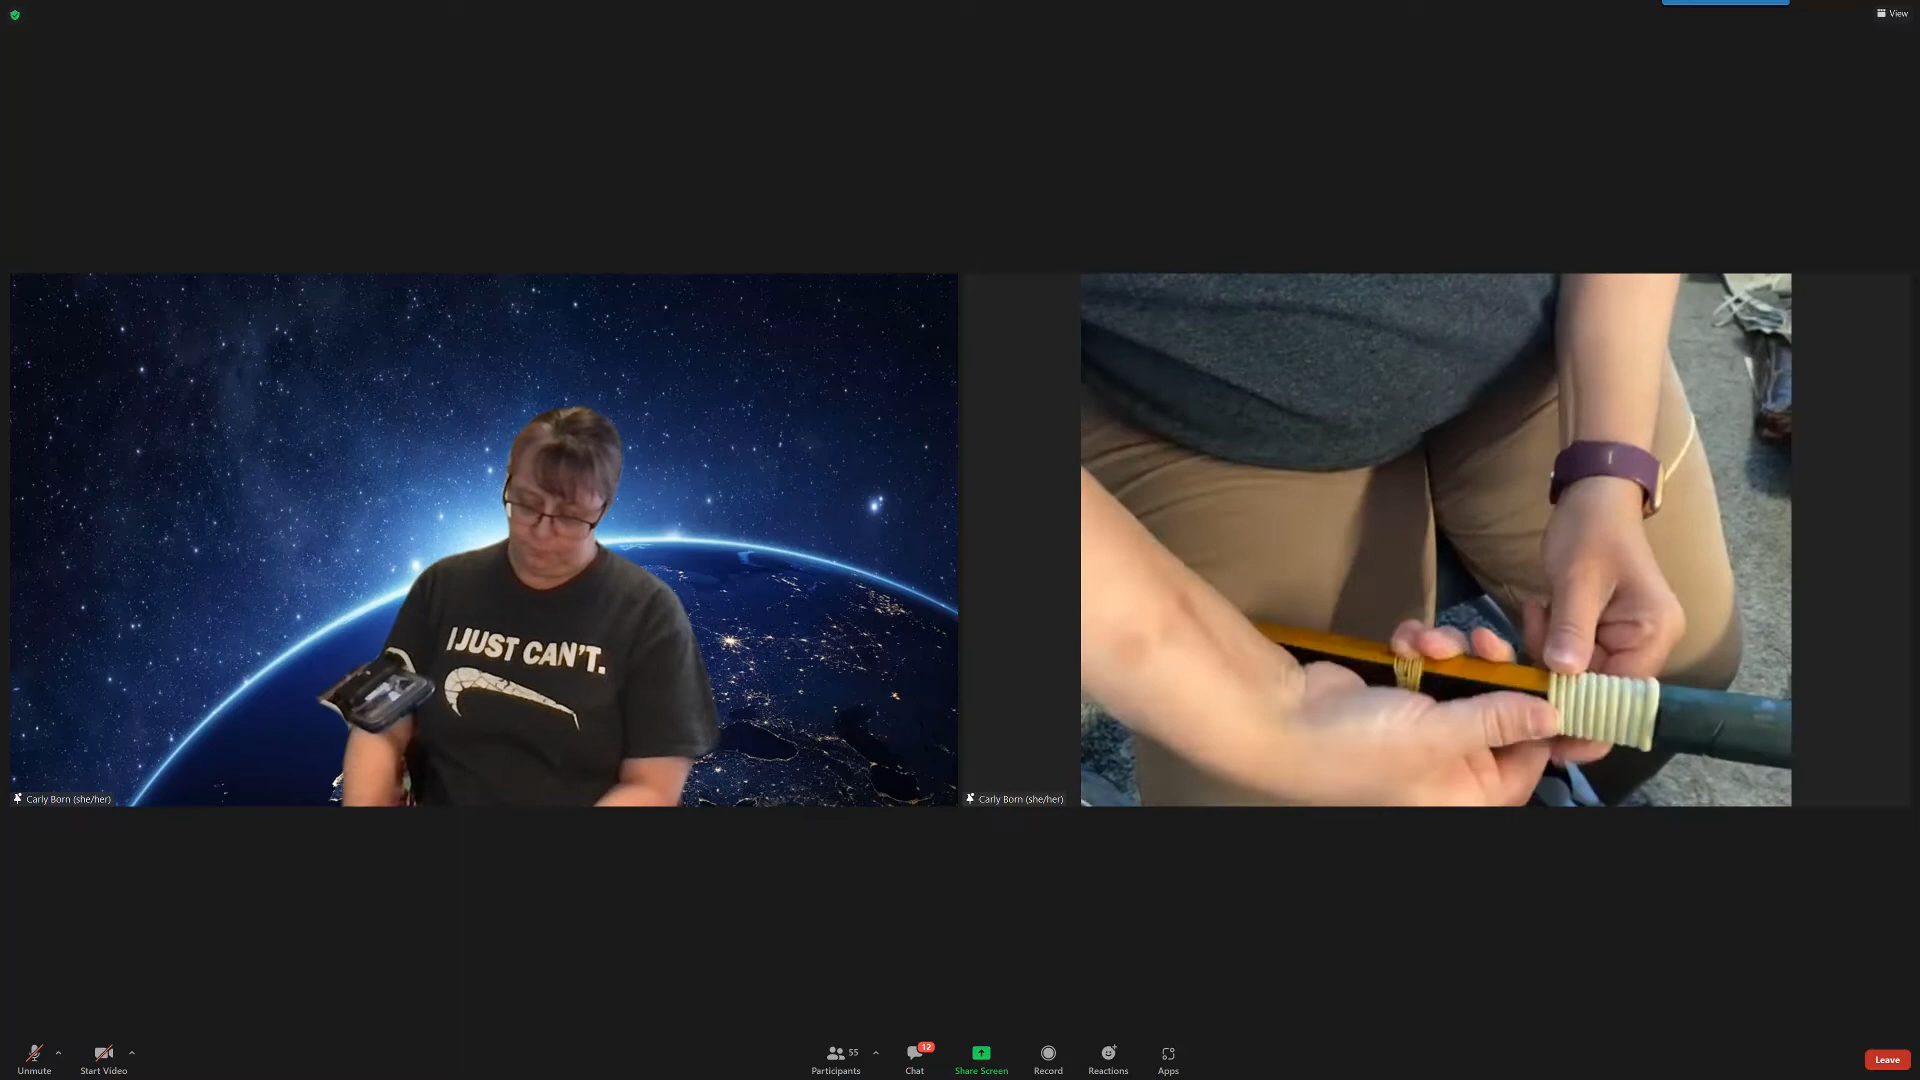 View
I JUST CAN'T.
Carly Born (she/her)
Carly Born (she/her)
Unmute
Start Video
55
Participants
12
Chat
Share Screen
Record
Reactions
Apps
Leave